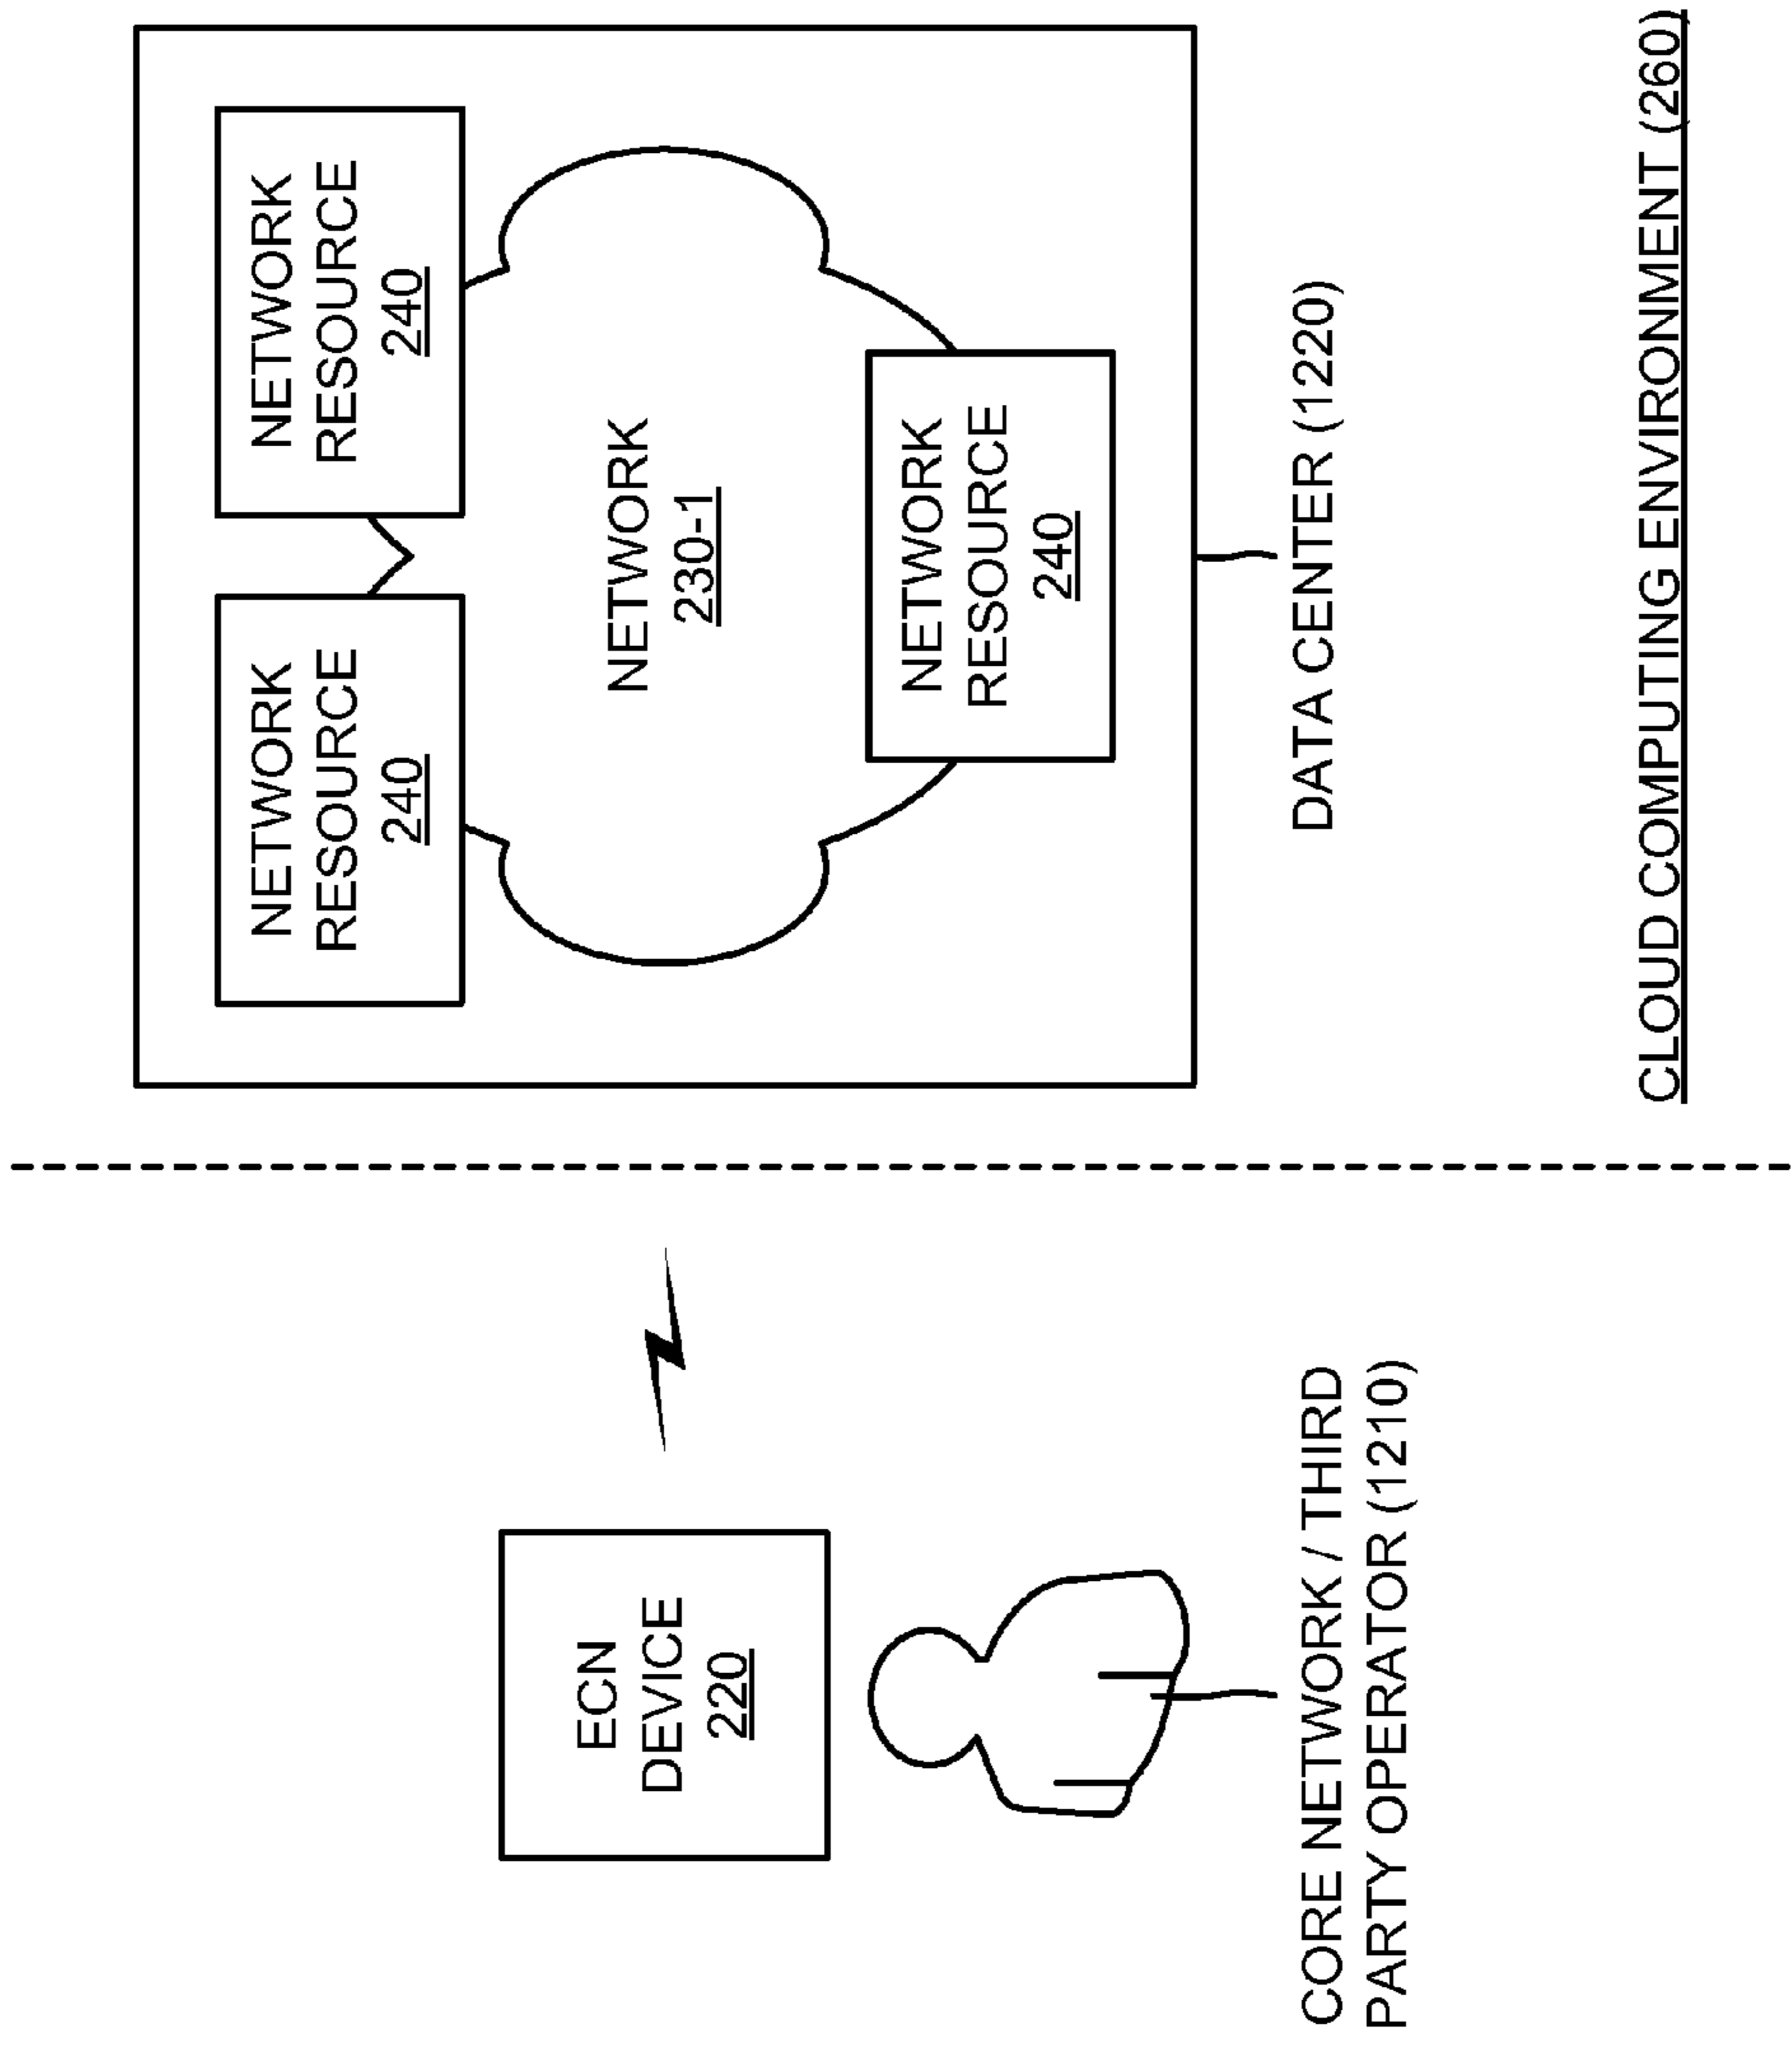 ECN
DEVICE
220
CORE NETWORK / THIRD
PARTY OPERATOR (1210)
NETWORK
RESOURCE
240
NETWORK
RESOURCE
240
NETWORK
230-1
NETWORK
RESOURCE
240
DATA CENTER (1220)
CLOUD COMPUTING ENVIRONMENT (260)